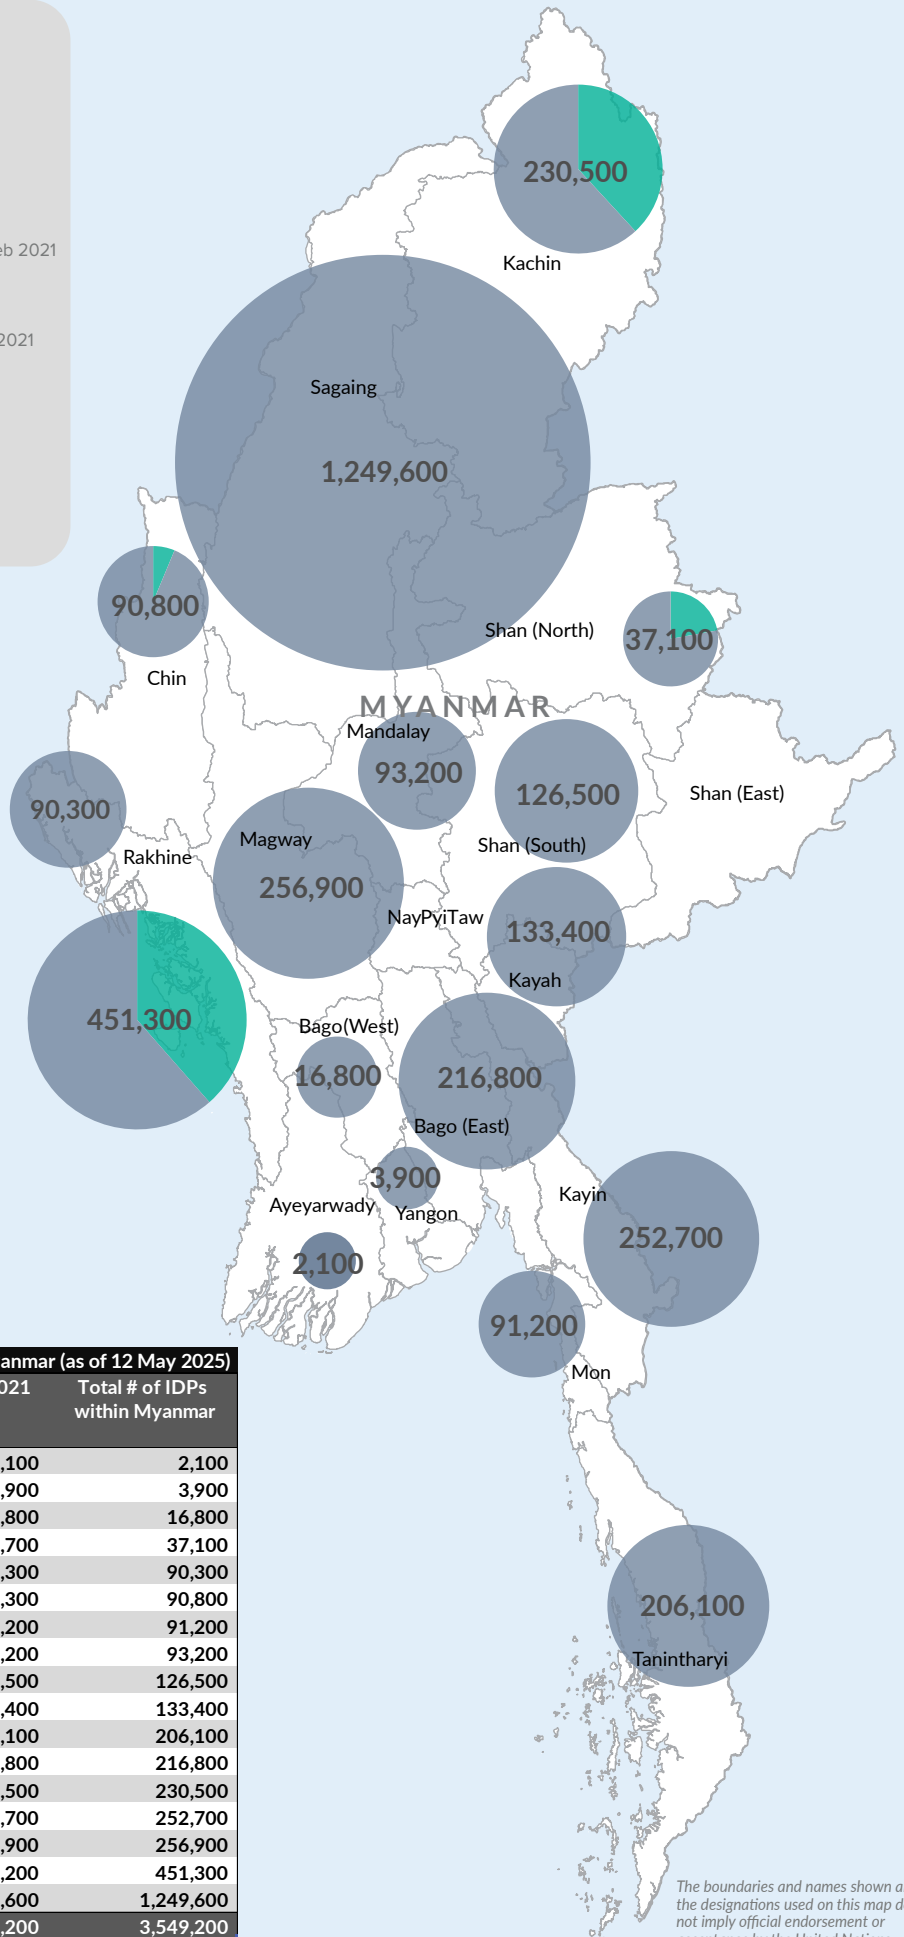 eb 2021
2021
230,500
Kachin
Sagaing
1,249,600
90,800
Chin
Shan (North)
37,100
MYANMAR
Mandalay
93,200
126,500
Shan (East)
90,300
Rakhine
Magway
256,900
Shan (South)
NayPyiTaw
133,400
Kayah
451,300
Bago(West)
16,800
216,800
Bago (East)
3,900
Ayeyarwady
Yangon
Kayin
252,700
2,100
91,200
Mon
206,100
Tanintharyi
anmar (as of 12 May 2025)
021 Total # of IDPs
within Myanmar
,100 2,100
,900 3,900
,800 16,800
,700 37,100
,300 90,300
,300 90,800
,200 91,200
,200 93,200
,500 126,500
,400 133,400
,100 206,100
,800 216,800
,500 230,500
,700 252,700
,900 256,900
,200 451,300
,600 1,249,600
,200 3,549,200
The boundaries and names shown a
the designations used on this map d
not imply official endorsement or